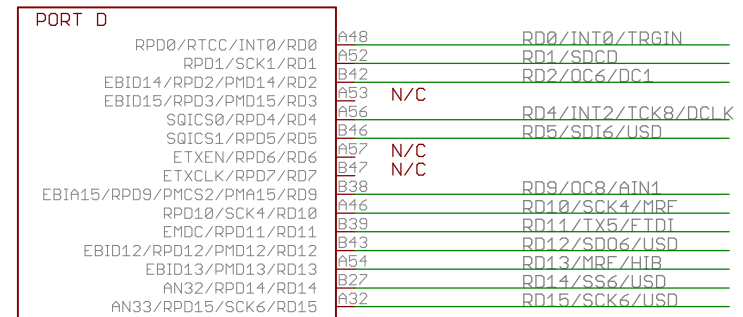 PORT D
RPD0/RTCC/INT0/RD0 A48 RD0/INT0/TRGIN
RPD1/SCK1/RD1 A52 RD1/SDCD
EBID14/RPD2/PMD14/RD2 B42 RD2/OC6/DC1
EBID15/RPD3/PMD15/RD3 A53 N/C
SQICS0/RPD4/RD4 A56 RD4/INT2/TCK8/DCLK
SQICS1/RPD5/RD5 B46 RD5/SDI6/USD
ETXEN/RPD6/RD6 A57 N/C
ETXCLK/RPD7/RD7 B47 N/C
EBIA15/RPD9/PMCS2/PMA15/RD9 B38 RD9/OC8/AIN1
RPD10/SCK4/RD10 A46 RD10/SCK4/MRF
EMDC/RPD11/RD11 B39 RD11/TX5/FTDI
EBID12/RPD12/PMD12/RD12 B43 RD12/SDO6/USD
EBID13/PMD13/RD13 A54 RD13/MRF/HIB
AN32/RPD14/RD14 B27 RD14/SS6/USD
AN33/RPD15/SCK6/RD15 A32 RD15/SCK6/USD